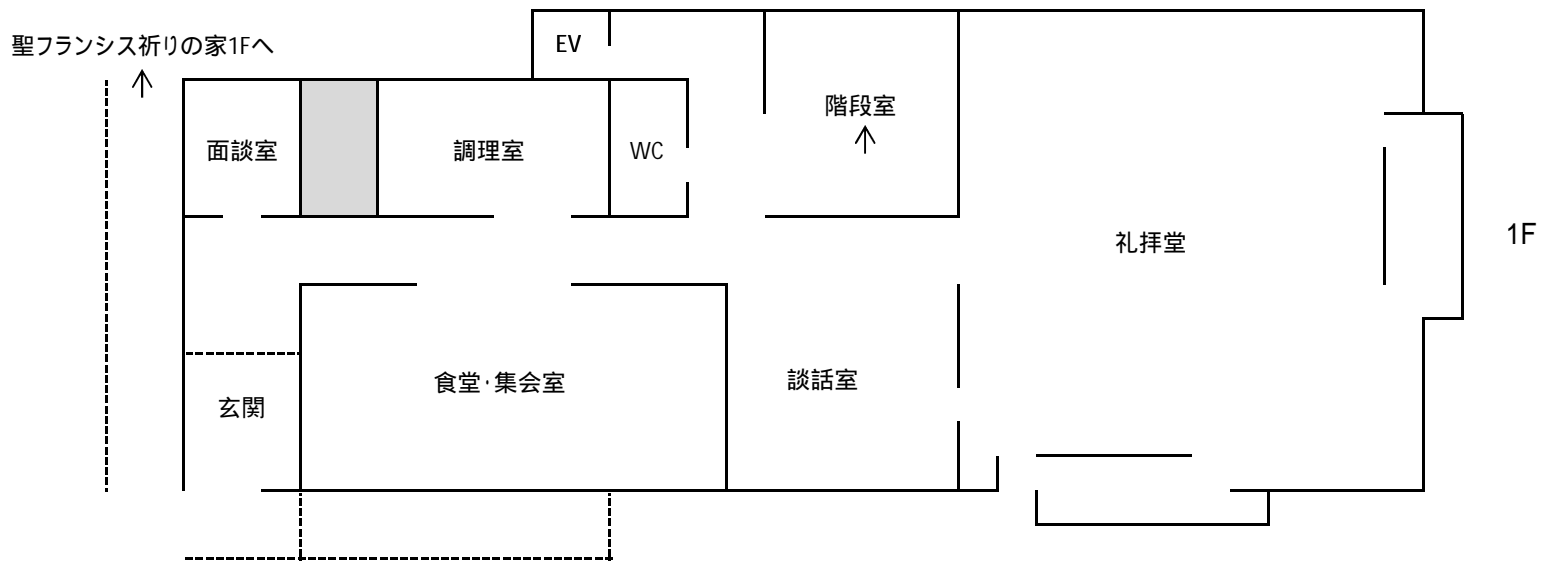 聖フランシス祈りの家1Fへ
EV
階段室
面談室
調理室
WC
礼拝堂
1F
食堂・集会室
談話室
玄関